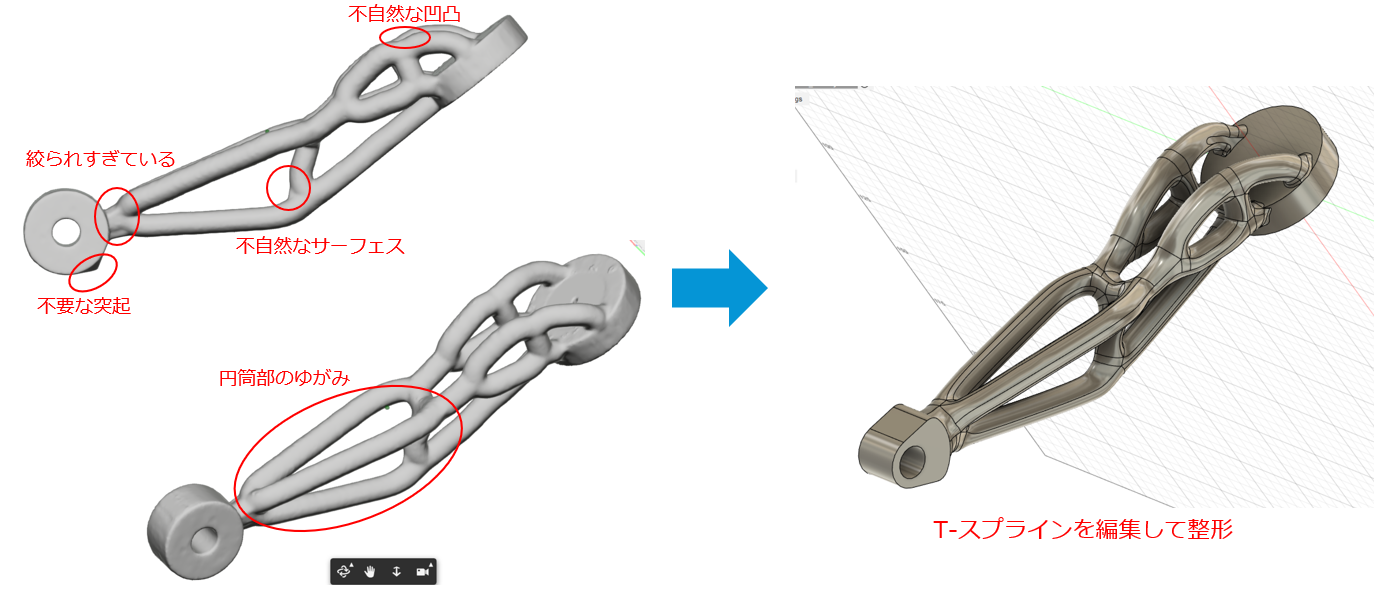 不自然な凹凸
絞られすぎている
不自然なサーフェス
不要な突起
円筒部のゆがみ
T-スプラインを編集して整形